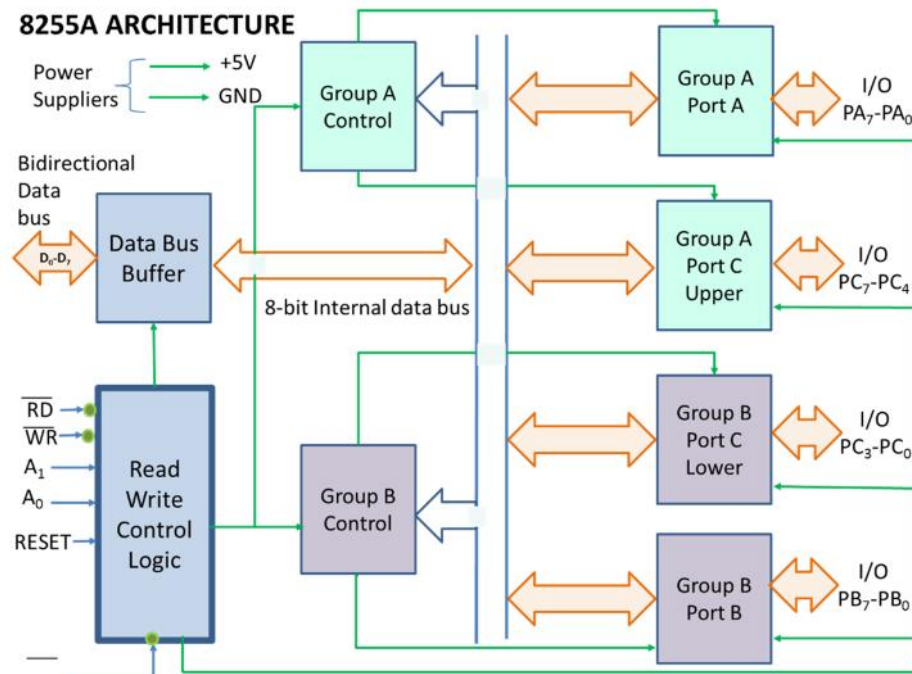 8255A ARCHITECTURE
Power
Suppliers
+5V
GND
Bidirectional
Data
bus
D₀-D₇
Data Bus
Buffer
8-bit Internal data bus
R̅D̅
W̅R̅
A₁
A₀
RESET
Read
Write
Control
Logic
Group A
Control
Group B
Control
Group A
Port A
I/O
PA₇-PA₀
Group A
Port C
Upper
I/O
PC₇-PC₄
Group B
Port C
Lower
I/O
PC₃-PC₀
Group B
Port B
I/O
PB₇-PB₀